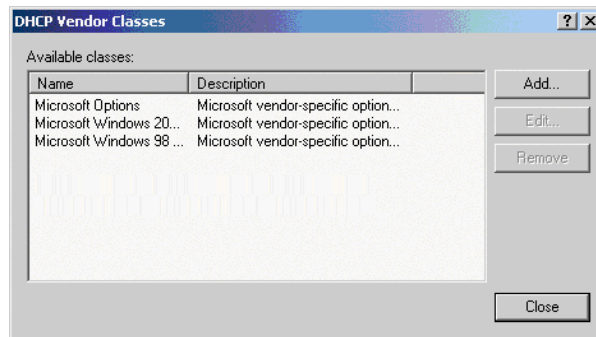 DHCP Vendor Classes
Available classes:
Name Description
Add...
Microsoft Options Microsoft vendor-specific option...
Microsoft Windows 20... Microsoft vendor-specific option...
Edit...
Microsoft Windows 98 ... Microsoft vendor-specific option...
Remove
Close